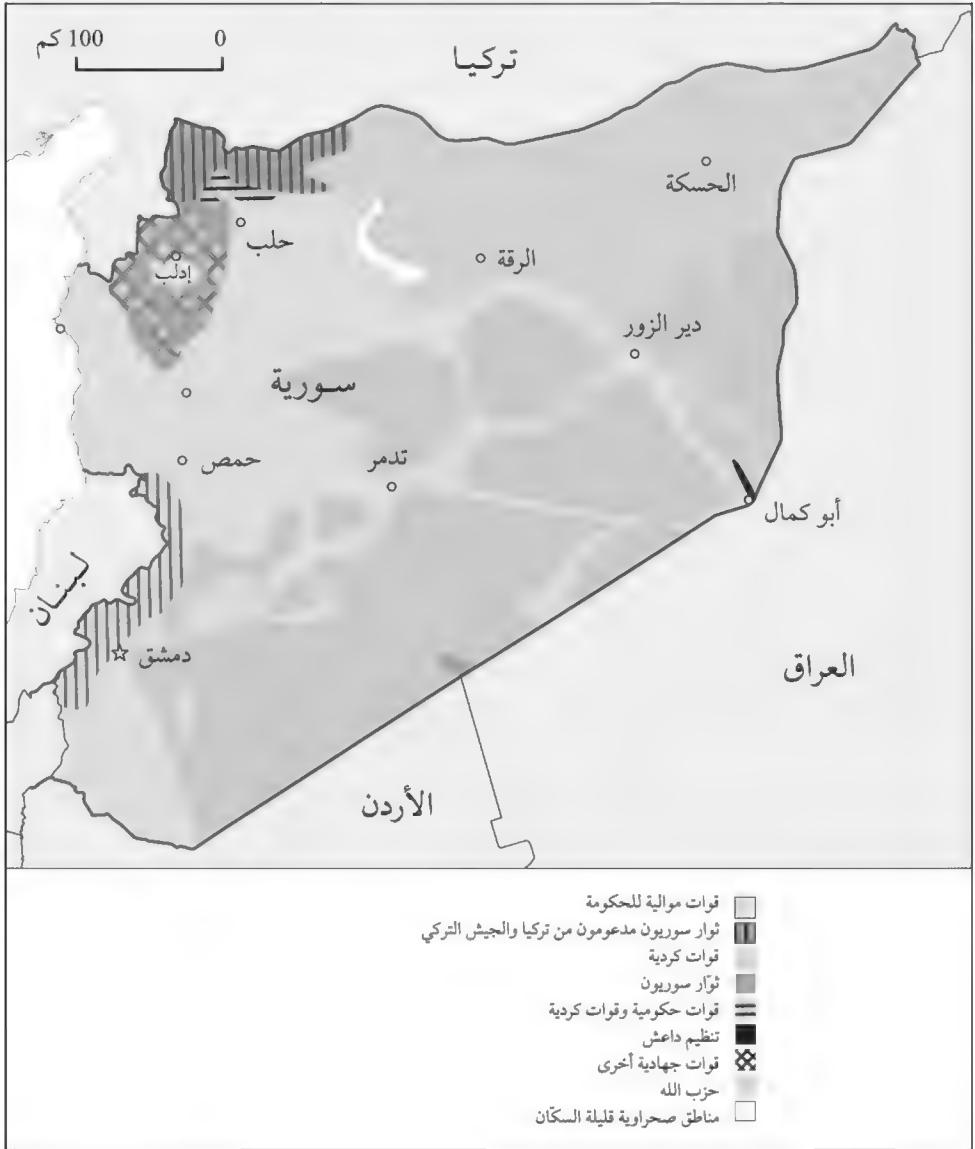 100 كم
0
تركيا
الحسكة
حلب
الرقة
إدلب
دير الزور
سورية
حمص
تدمر
أبو كمال
لبنان
دمشق
العراق
الأردن
قوات موالية للحكومة
ثوار سوريون مدعومون من تركيا والجيش التركي
قوات كردية
ثوّار سوريون
قوات حكومية وقوات كردية
تنظيم داعش
قوات جهادية أخرى
حزب الله
مناطق صحراوية قليلة السكّان